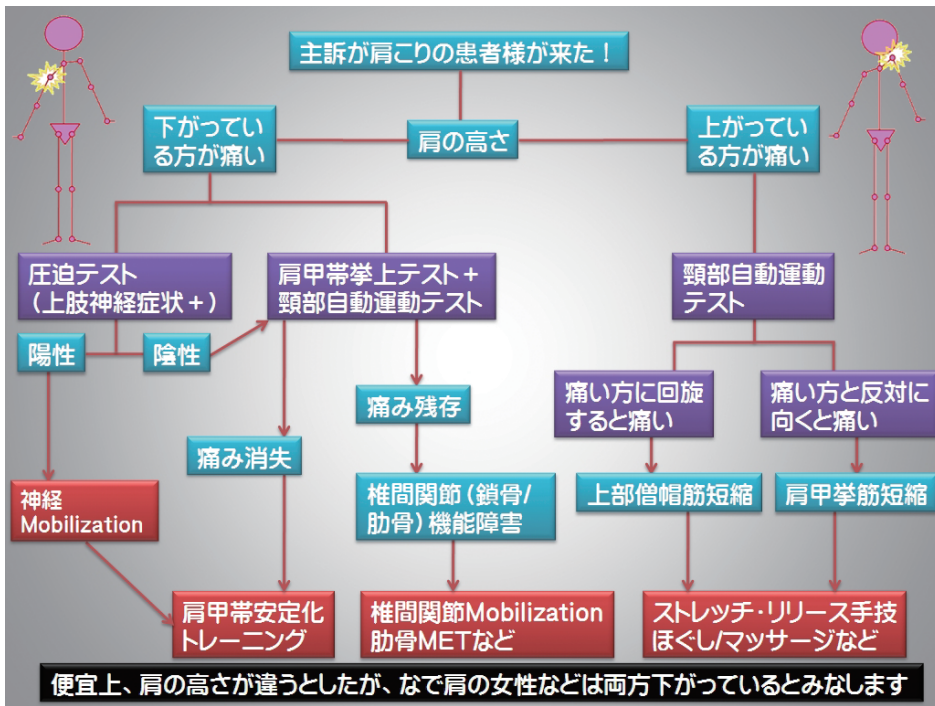 主訴が肩こりの患者様が来た！
肩の高さ
下がってい
る方が痛い
上がってい
る方が痛い
圧迫テスト
（上肢神経症状＋）
肩甲帯挙上テスト＋
頸部自動運動テスト
頸部自動運動
テスト
陽性
陰性
痛み残存
痛み消失
痛い方に回旋
すると痛い
痛い方と反対に
向くと痛い
神経
Mobilization
椎間関節（鎖骨/
肋骨）機能障害
上部僧帽筋短縮
肩甲挙筋短縮
肩甲帯安定化
トレーニング
椎間関節Mobilization
肋骨METなど
ストレッチ・リリース手技
ほぐし/マッサージなど
便宜上、肩の高さが違うとしたが、なで肩の女性などは両方下がっているとみなします